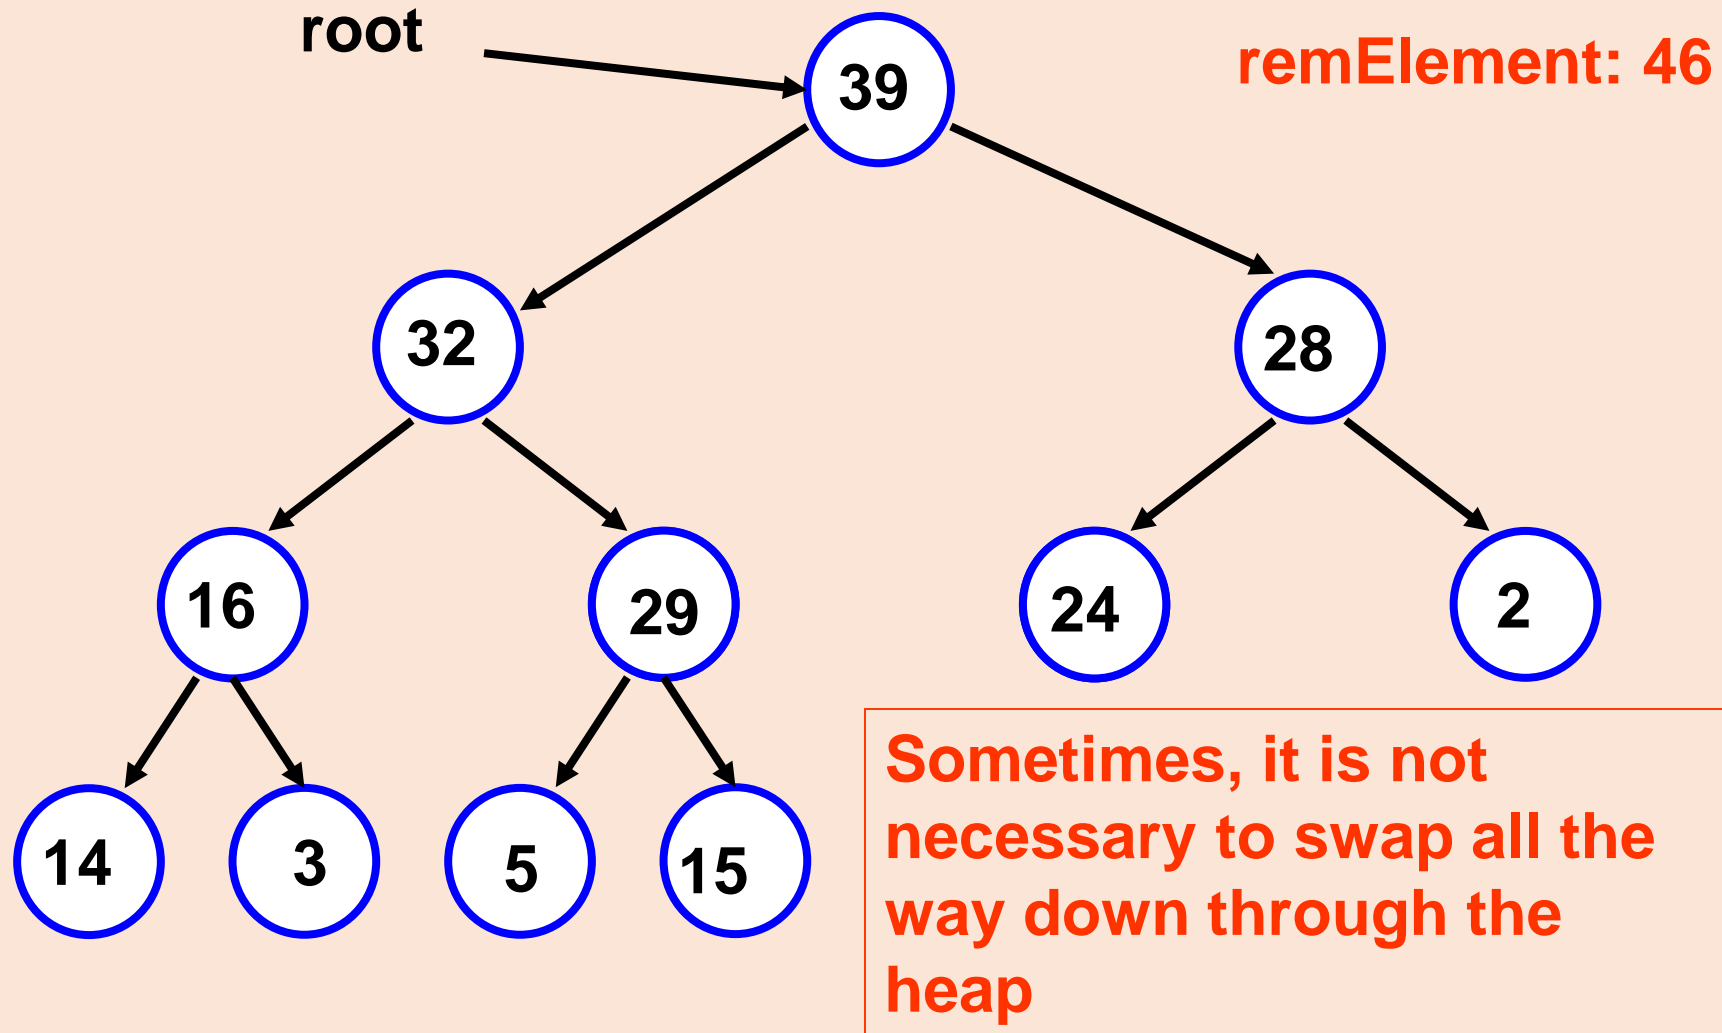 root
remElement: 46
39
32
28
16
29
24
2
14
3
5
15
Sometimes, it is not
necessary to swap all the
way down through the
heap